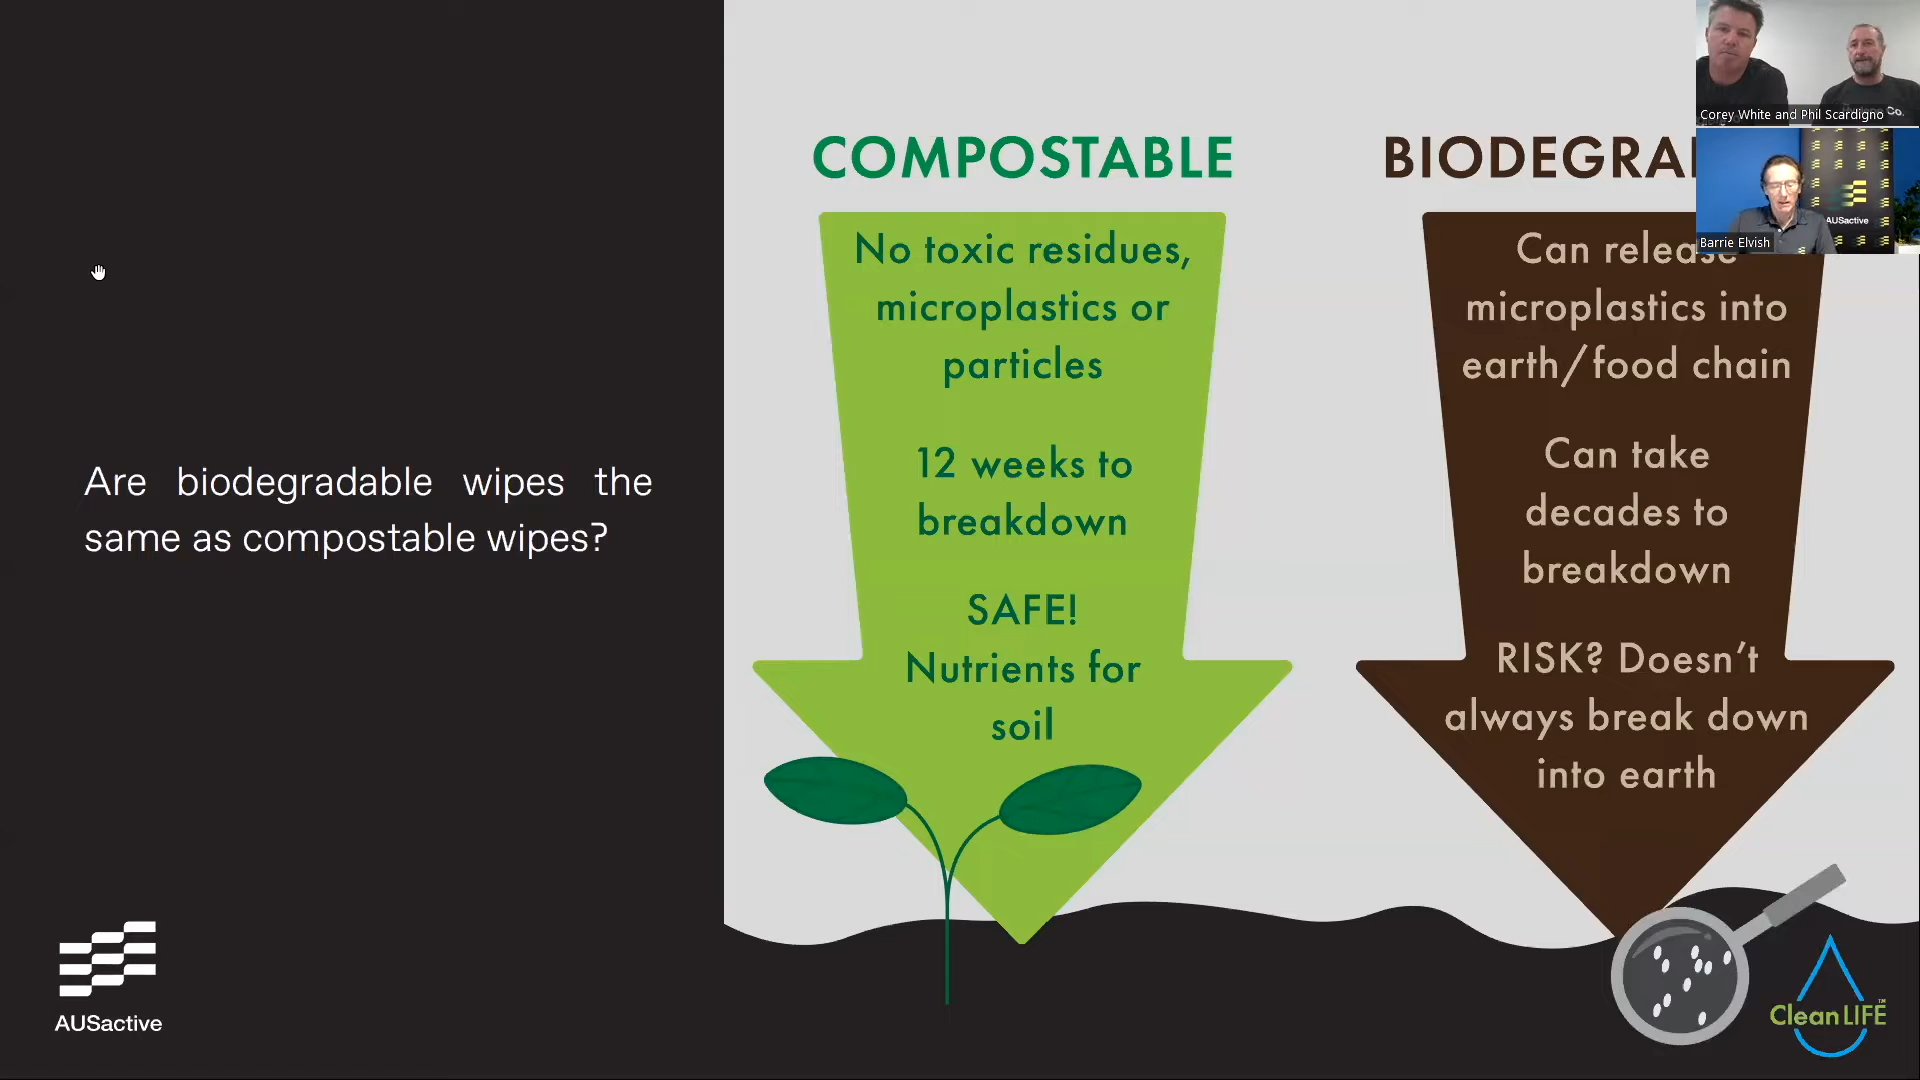 Are biodegradable wipes the
same as compostable wipes?
AUSactive
COMPOSTABLE
No toxic residues,
microplastics or
particles
12 weeks to
breakdown
SAFE!
Nutrients for
soil
Can release
microplastics into
earth/food chain
Can take
decades to
breakdown
RISK? Doesn't
always break down
into earth
CleanLIFE™
Co.
Corey White and Phil Scardigno
AUSactive
Barrie Elvish